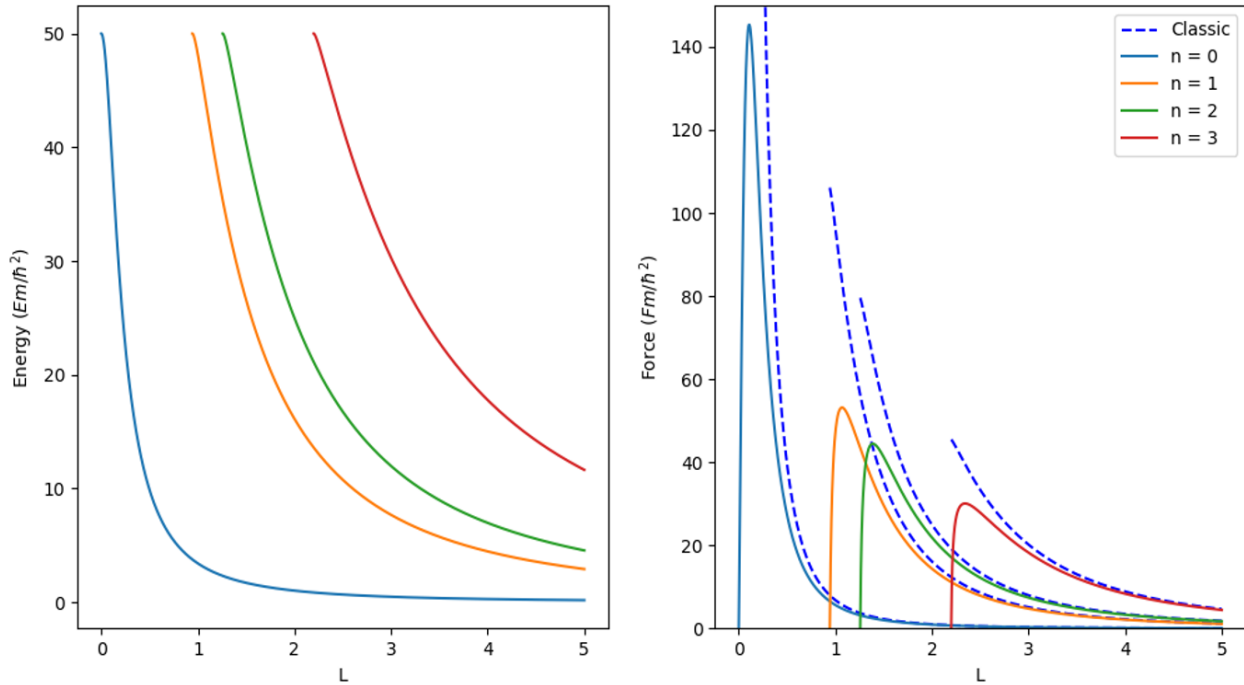 Energy (Em/ħ²)
50
40
30
20
10
0
0 1 2 3 4 5
L
Force (Fm/ħ²)
140
120
100
80
60
40
20
0
0 1 2 3 4 5
L
Classic
n = 0
n = 1
n = 2
n = 3